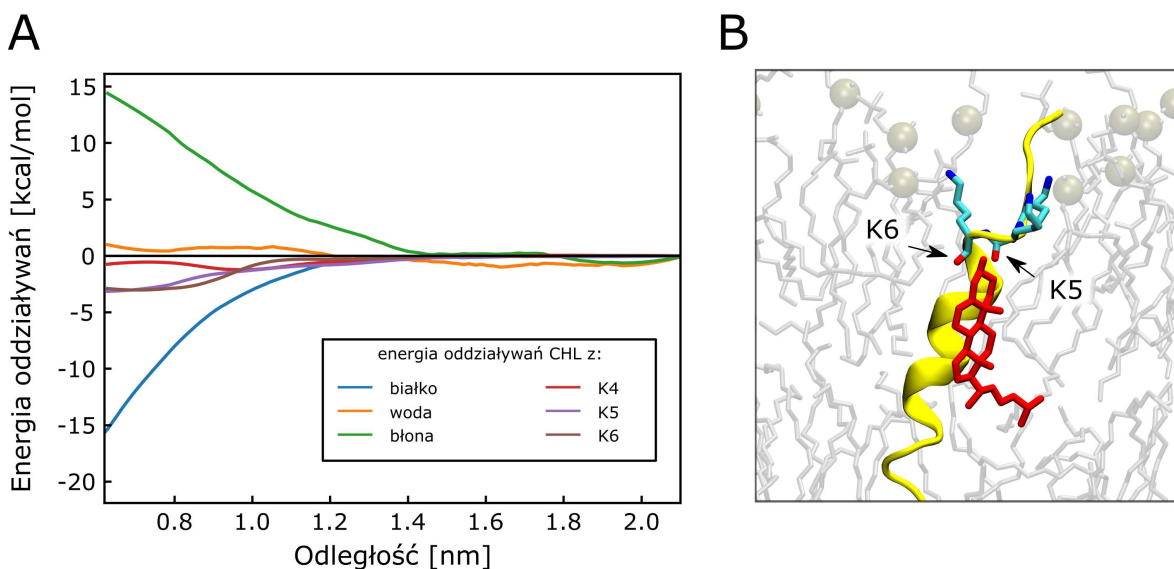 A
B
Energia oddziaływań [kcal/mol]
15
10
5
0
-5
-10
-15
-20
energia oddziaływań CHL z:
białko
woda
błona
K4
K5
K6
0.8 1.0 1.2 1.4 1.6 1.8 2.0
Odległość [nm]
K6
K5